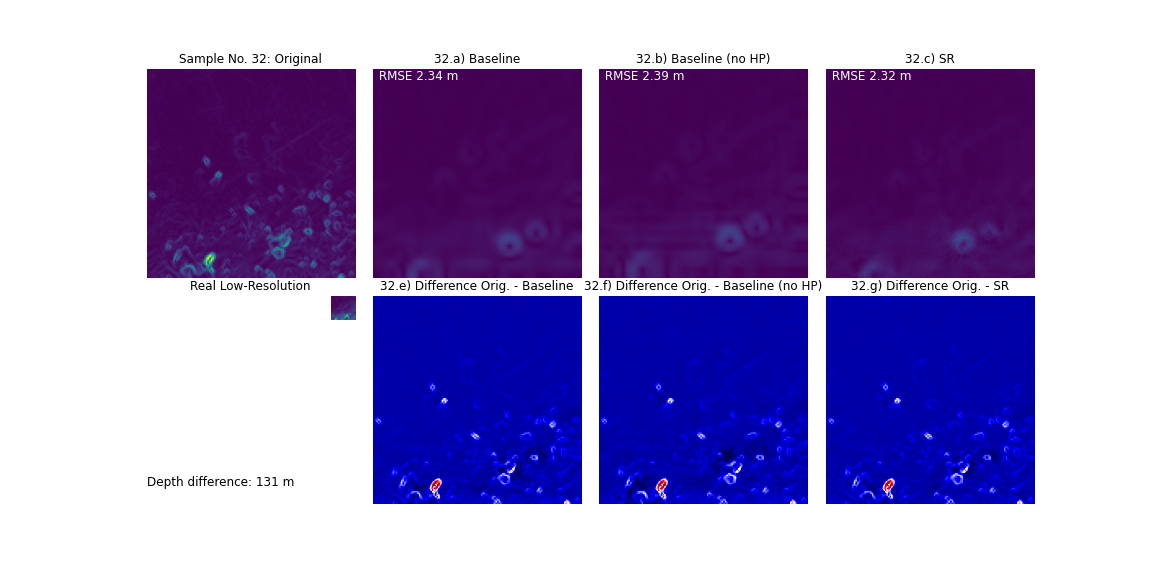 Sample No. 32: Original
32.a) Baseline
32.b) Baseline (no HP)
32.c) SR
RMSE 2.34 m
RMSE 2.39 m
RMSE 2.32 m
Real Low-Resolution
32.e) Difference Orig. - Baseline
32.f) Difference Orig. - Baseline (no HP)
32.g) Difference Orig. - SR
Depth difference: 131 m